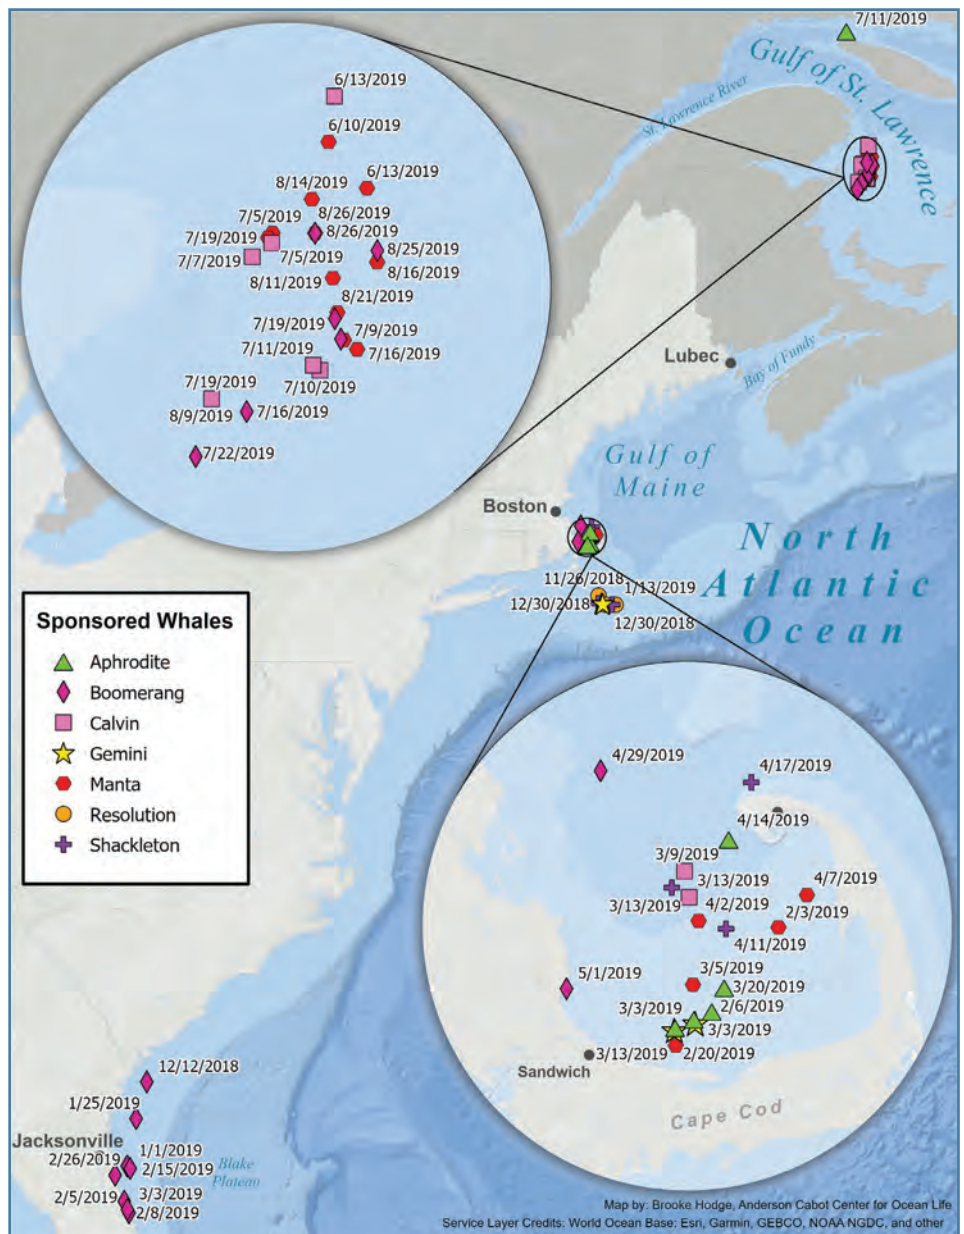 7/11/2019
Gulf of St. Lawrence
St. Lawrence River
6/13/2019
6/10/2019
6/13/2019
8/14/2019
8/26/2019
7/5/2019
8/26/2019
7/19/2019
8/25/2019
7/7/2019
7/5/2019
8/16/2019
8/11/2019
8/21/2019
7/19/2019
7/9/2019
7/11/2019
7/16/2019
7/10/2019
7/19/2019
8/9/2019
7/16/2019
7/22/2019
Lubec
Bay of Fundy
Gulf of
Maine
Boston
North
Atlantic
Ocean
11/26/2018
1/13/2019
12/30/2018
12/30/2018
Sponsored Whales
Aphrodite
Boomerang
Calvin
Gemini
Manta
Resolution
Shackleton
4/29/2019
4/17/2019
4/14/2019
3/9/2019
3/13/2019
4/7/2019
3/13/2019
4/2/2019
2/3/2019
4/11/2019
3/5/2019
5/1/2019
3/20/2019
3/3/2019
2/6/2019
3/3/2019
3/13/2019
2/20/2019
Sandwich
Cape Cod
12/12/2018
1/25/2019
Jacksonville
1/1/2019
2/26/2019
2/15/2019
Blake
Plateau
2/5/2019
3/3/2019
2/8/2019
Map by: Brooke Hodge, Anderson Cabot Center for Ocean Life
Service Layer Credits: World Ocean Base: Esri, Garmin, GEBCO, NOAA NGDC, and other